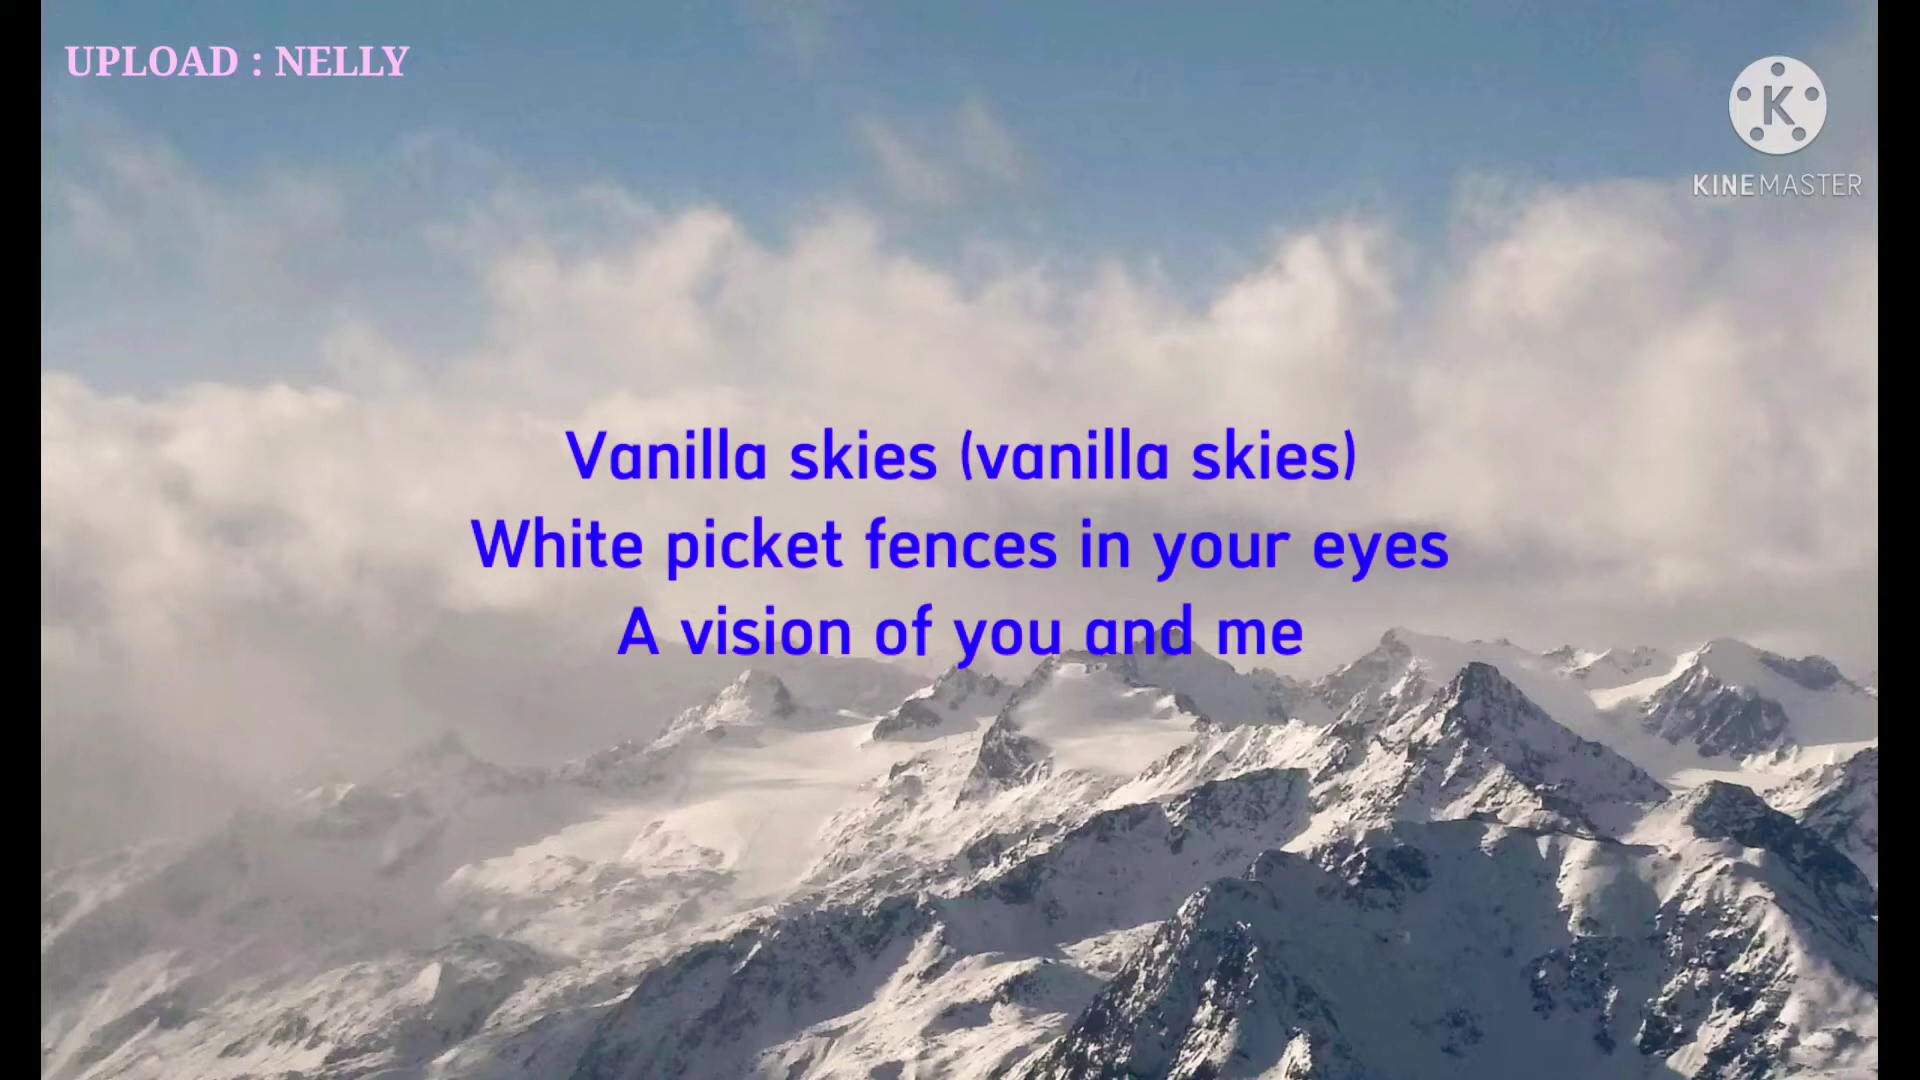 UPLOAD : NELLY
K
KINEMASTER
Vanilla skies (vanilla skies)
White picket fences in your eyes
A vision of you and me